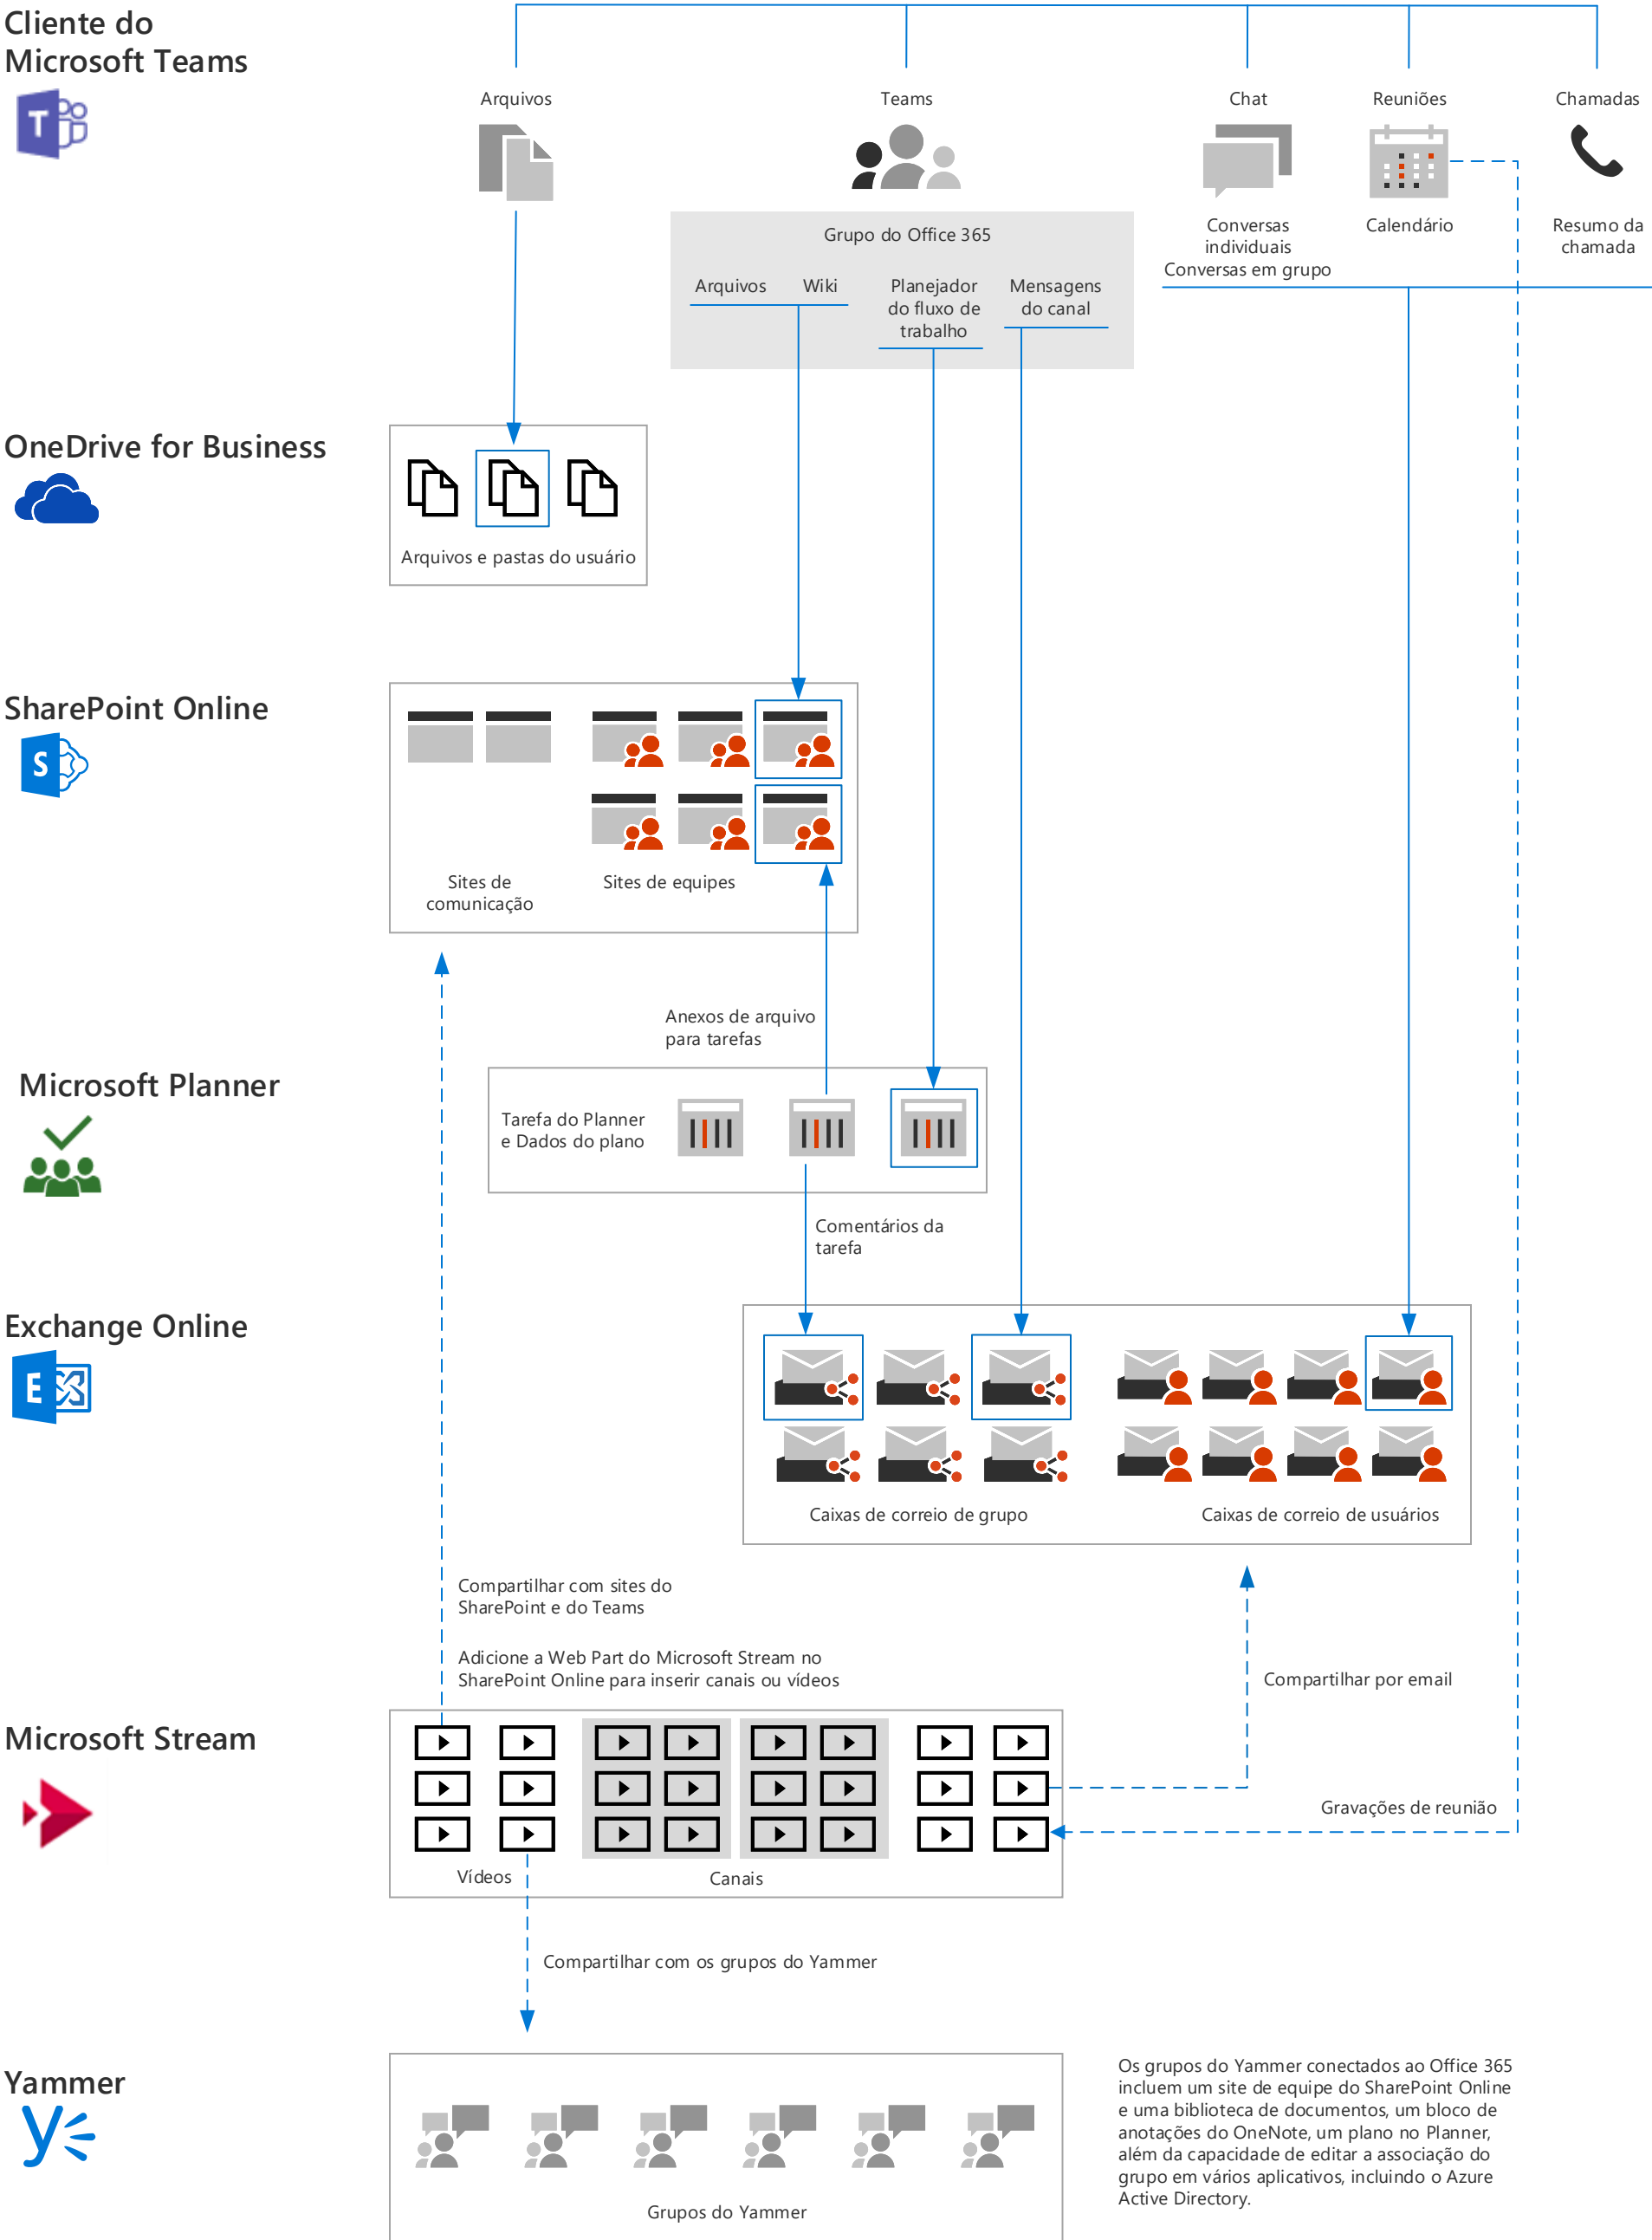 Cliente do
Microsoft Teams
T
Arquivos
Teams
Chat
Reuniões
Chamadas
Conversas
individuais
Conversas em grupo
Calendário
Resumo da
chamada
Grupo do Office 365
Arquivos
Wiki
Planejador
do fluxo de
trabalho
Mensagens
do canal
OneDrive for Business
Arquivos e pastas do usuário
SharePoint Online
S
Sites de
comunicação
Sites de equipes
Anexos de arquivo
para tarefas
Microsoft Planner
Tarefa do Planner
e Dados do plano
Comentários da
tarefa
Exchange Online
E
Caixas de correio de grupo
Caixas de correio de usuários
Compartilhar com sites do
SharePoint e do Teams
Adicione a Web Part do Microsoft Stream no
SharePoint Online para inserir canais ou vídeos
Compartilhar por email
Microsoft Stream
Gravações de reunião
Vídeos
Canais
Compartilhar com os grupos do Yammer
Yammer
y
Grupos do Yammer
Os grupos do Yammer conectados ao Office 365
incluem um site de equipe do SharePoint Online
e uma biblioteca de documentos, um bloco de
anotações do OneNote, um plano no Planner,
além da capacidade de editar a associação do
grupo em vários aplicativos, incluindo o Azure
Active Directory.